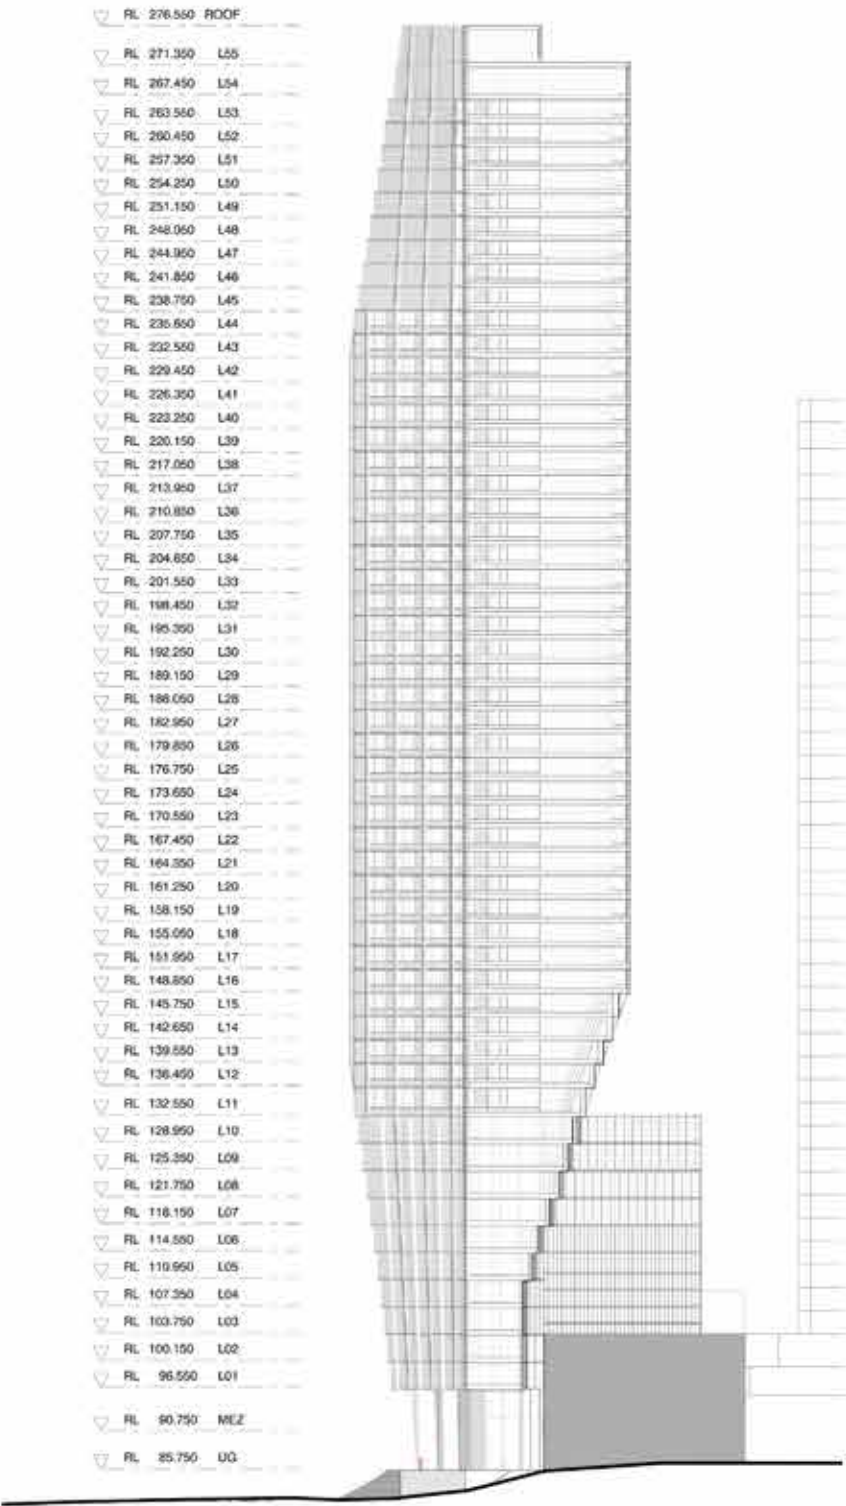 RL 276.550 ROOF
RL 271.350 L55
RL 267.450 L54
RL 263.550 L53
RL 260.450 L52
RL 257.350 L51
RL 254.250 L50
RL 251.150 L49
RL 248.050 L48
RL 244.950 L47
RL 241.850 L46
RL 238.750 L45
RL 235.650 L44
RL 232.550 L43
RL 229.450 L42
RL 226.350 L41
RL 223.250 L40
RL 220.150 L39
RL 217.050 L38
RL 213.950 L37
RL 210.850 L36
RL 207.750 L35
RL 204.650 L34
RL 201.550 L33
RL 198.450 L32
RL 195.350 L31
RL 192.250 L30
RL 189.150 L29
RL 186.050 L28
RL 182.950 L27
RL 179.850 L26
RL 176.750 L25
RL 173.650 L24
RL 170.550 L23
RL 167.450 L22
RL 164.350 L21
RL 161.250 L20
RL 158.150 L19
RL 155.050 L18
RL 151.950 L17
RL 148.850 L16
RL 145.750 L15
RL 142.650 L14
RL 139.550 L13
RL 136.450 L12
RL 132.550 L11
RL 128.950 L10
RL 125.350 L09
RL 121.750 L08
RL 118.150 L07
RL 114.550 L06
RL 110.950 L05
RL 107.350 L04
RL 103.750 L03
RL 100.150 L02
RL 96.550 L01
RL 90.750 MEZ
RL 85.750 UG